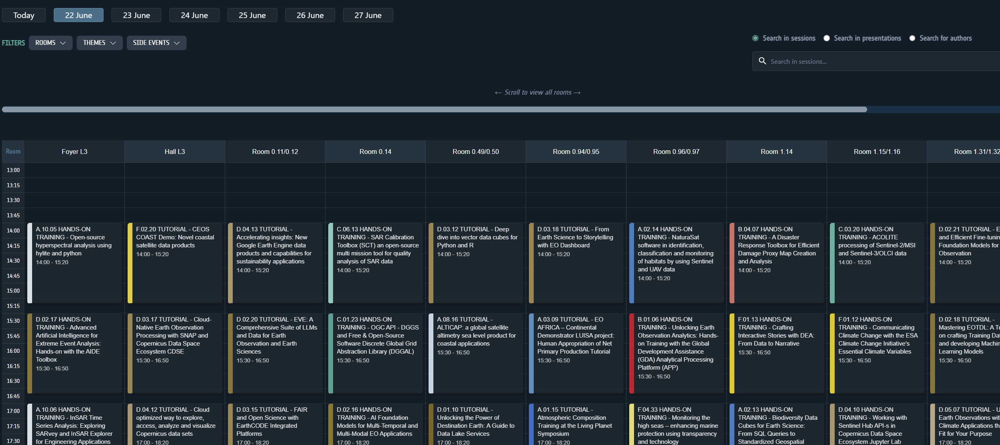 Today
22 June
23 June
24 June
25 June
26 June
27 June
FILTERS
ROOMS
THEMES
SIDE EVENTS
Search in sessions
Search in presentations
Search for authors
Search in sessions...
← Scroll to view all rooms →
Room
Foyer L3
Hall L3
Room 0.11/0.12
Room 0.14
Room 0.49/0.50
Room 0.94/0.95
Room 0.96/0.97
Room 1.14
Room 1.15/1.16
Room 1.31/1.32
13:00
13:15
13:30
13:45
14:00
14:15
14:30
14:45
15:00
15:15
15:30
15:45
16:00
16:15
16:30
16:45
17:00
17:15
17:30
A.10.05 HANDS-ON
TRAINING - Open-source
hyperspectral analysis using
hylite and python
14:00 - 15:20
F.02.20 TUTORIAL - CEOS
COAST Demo: Novel coastal
satellite data products
14:00 - 15:20
D.04.13 TUTORIAL -
Accelerating insights: New
Google Earth Engine data
products and capabilities for
sustainability applications
14:00 - 15:20
C.06.13 HANDS-ON
TRAINING - SAR Calibration
Toolbox (SCT) an open-source
multi mission tool for quality
analysis of SAR data
14:00 - 15:20
D.03.12 TUTORIAL - Deep
dive into vector data cubes for
Python and R
14:00 - 15:20
D.03.18 TUTORIAL - From
Earth Science to Storytelling
with EO Dashboard
14:00 - 15:20
A.02.14 HANDS-ON
TRAINING - NaturaSat
software in identification,
classification and monitoring
of habitats by using Sentinel
and UAV data
14:00 - 15:20
B.04.07 HANDS-ON
TRAINING - A Disaster
Response Toolbox for Efficient
Damage Proxy Map Creation
and Analysis
14:00 - 15:20
C.03.20 HANDS-ON
TRAINING - ACOLITE
processing of Sentinel-2/MSI
and Sentinel-3/OLCI data
14:00 - 15:20
D.02.21 TUTORIAL -
and Efficient
Foundation Models for
Observation
14:00 - 15:20
D.02.17 HANDS-ON
TRAINING - Advanced
Artificial Intelligence for
Extreme Event Analysis:
Hands-on with the AIDE
Toolbox
15:30 - 16:50
D.03.17 TUTORIAL - Cloud-
Native Earth Observation
Processing with SNAP and
Copernicus Data Space
Ecosystem CDSE
15:30 - 16:50
D.02.20 TUTORIAL - EVE: A
Comprehensive Suite of LLMs
and Data for Earth
Observation and Earth
Sciences
15:30 - 16:50
C.01.23 HANDS-ON
TRAINING - OGC API - DGGS
and Free & Open-Source
Software Discrete Global Grid
Abstraction Library (DGGAL)
15:30 - 16:50
A.08.16 TUTORIAL -
ALTICAP: a global satellite
altimetry sea level product for
coastal applications
15:30 - 16:50
A.03.09 TUTORIAL - EO
AFRICA – Continental
Demonstrator LUISA project:
Human Appropriation of Net
Primary Production Tutorial
15:30 - 16:50
B.01.06 HANDS-ON
TRAINING - Unlocking Earth
Observation Analytics: Hands-
on Training with the Global
Development Assistance
(GDA) Analytical Processing
Platform (APP)
15:30 - 16:50
F.01.13 HANDS-ON
TRAINING - Crafting
Interactive Stories with DEA:
From Data to Narrative
15:30 - 16:50
F.01.12 HANDS-ON
TRAINING - Communicating
Climate Change with the ESA
Climate Change Initiative's
Essential Climate Variables
15:30 - 16:50
D.02.18 TUTORIAL -
Mastering EOTDL: A
on crafting Training
and developing
Learning Models
15:30 - 16:50
A.10.06 HANDS-ON
TRAINING - InSAR Time
Series Analysis: Exploring
SARvey and InSAR Explorer
for Engineering Applications
D.04.12 TUTORIAL - Cloud
optimized way to explore,
access, analyze and visualize
Copernicus data sets
17:00 - 18:20
D.03.15 TUTORIAL - FAIR
and Open Science with
EarthCODE Integrated
Platforms
17:00 - 18:20
D.02.16 HANDS-ON
TRAINING - AI Foundation
Models for Multi-Temporal and
Multi-Modal EO Applications
17:00 - 18:20
D.01.10 TUTORIAL -
Unlocking the Power of
Destination Earth: A Guide to
Data Lake Services
17:00 - 18:20
A.01.15 TUTORIAL -
Atmospheric Composition
Training at the Living Planet
Symposium
17:00 - 18:20
F.04.33 HANDS-ON
TRAINING - Monitoring the
high seas – enhancing marine
protection using transparency
and technology
A.02.13 HANDS-ON
TRAINING - Biodiversity Data
Cubes for Earth Science:
From SQL Queries to
Standardized Geospatial
D.04.10 HANDS-ON
TRAINING - Working with
Sentinel Hub API-s in
Copernicus Data Space
Ecosystem Jupyter Lab
D.05.07 TUTORIAL -
Earth Observations
Climate Applications
Fit for Your Purpose
17:00 - 18:20